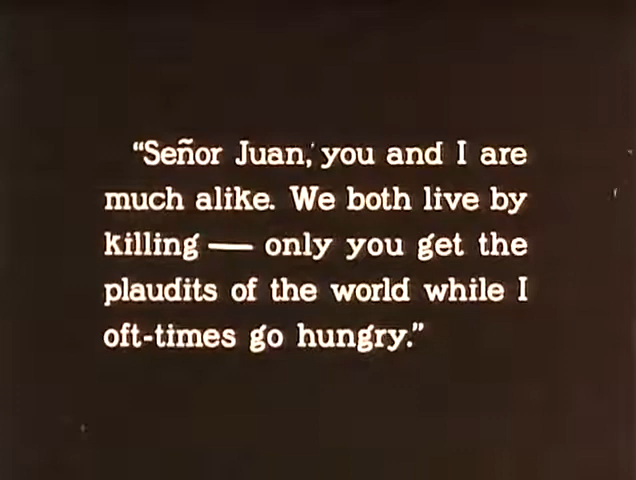 “Señor Juan, you and I are
much alike. We both live by
killing — only you get the
plaudits of the world while I
oft-times go hungry.”